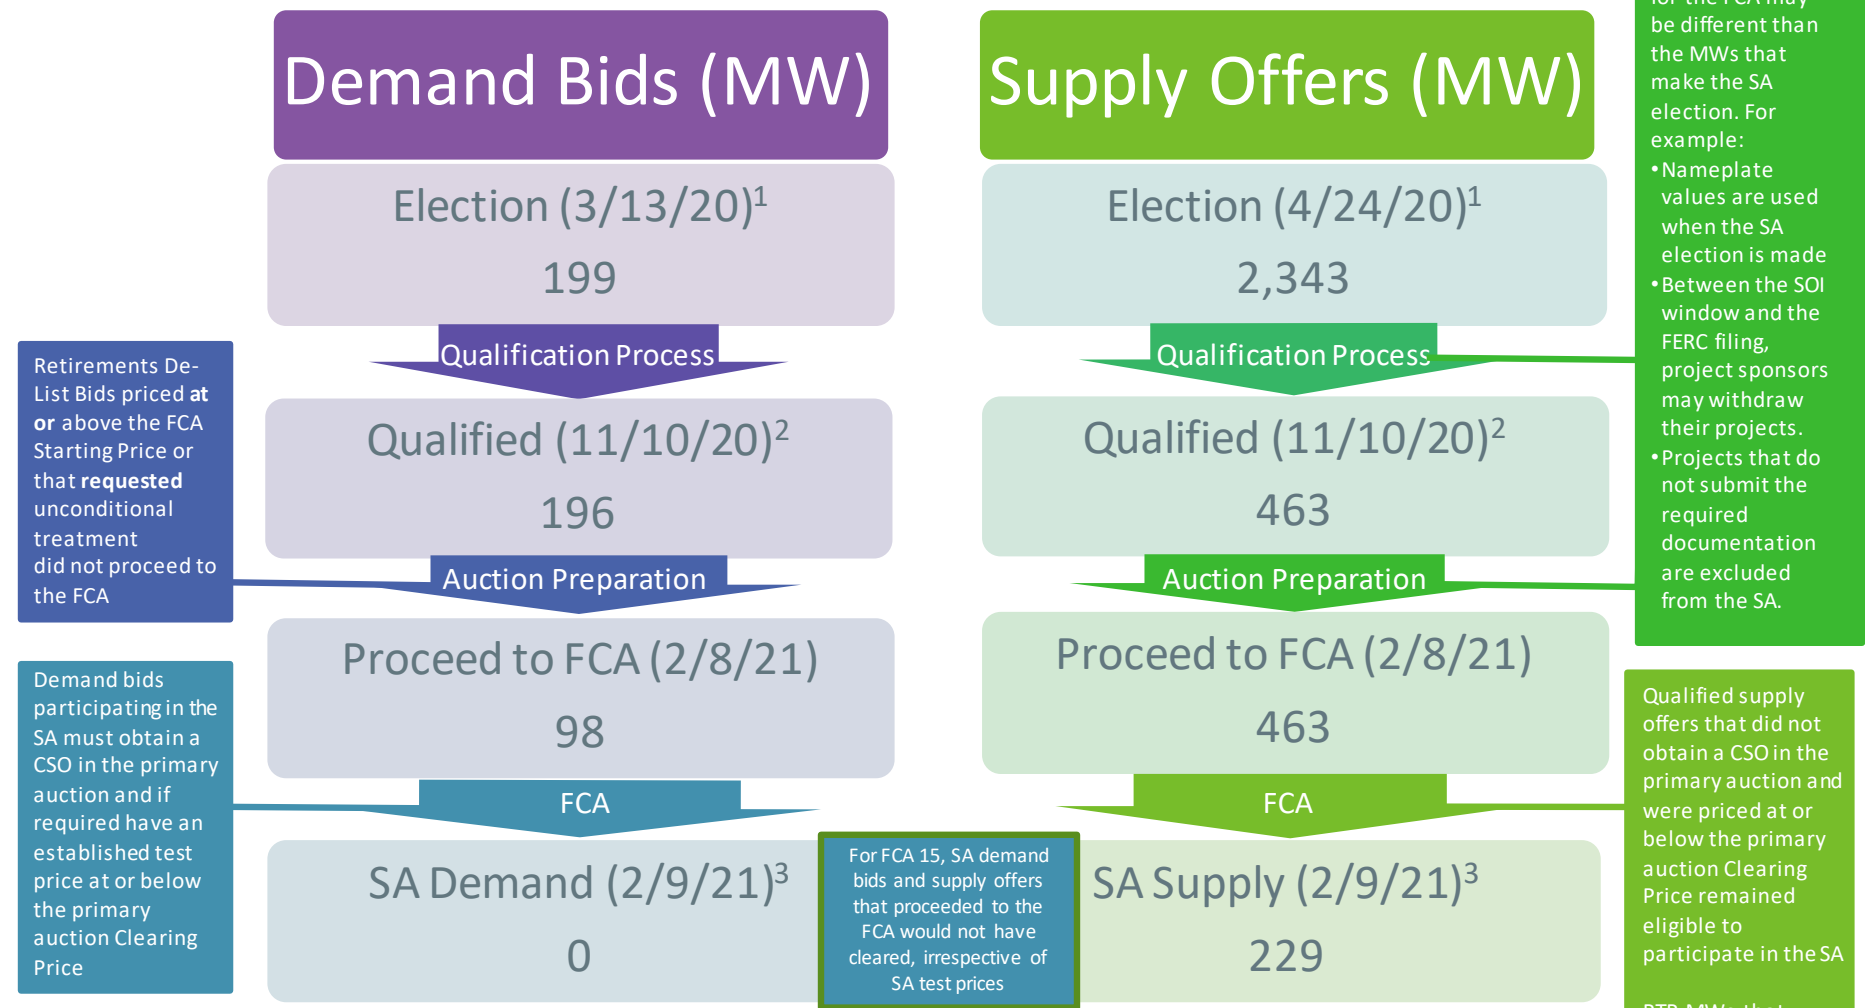 Demand Bids (MW)
Election (3/13/20)1
199
Qualification Process
Qualified (11/10/20)2
196
Auction Preparation
Proceed to FCA (2/8/21)
98
FCA
SA Demand (2/9/21)3
0
Supply Offers (MW)
Election (4/24/20)1
2,343
Qualification Process
Qualified (11/10/20)2
463
Auction Preparation
Proceed to FCA (2/8/21)
463
FCA
SA Supply (2/9/21)3
229
Retirements De-
List Bids priced at
or above the FCA
Starting Price or
that requested
unconditional
treatment
did not proceed to
the FCA
Demand bids
participating in the
SA must obtain a
CSO in the primary
auction and if
required have an
established test
price at or below
the primary
auction Clearing
Price
For FCA 15, SA demand
bids and supply offers
that proceeded to the
FCA would not have
cleared, irrespective of
SA test prices
for the FCA may
be different than
the MWs that
make the SA
election. For
example:
•Nameplate
values are used
when the SA
election is made
•Between the SOI
window and the
FERC filing,
project sponsors
may withdraw
their projects.
•Projects that do
not submit the
required
documentation
are excluded
from the SA.
Qualified supply
offers that did not
obtain a CSO in the
primary auction and
were priced at or
below the primary
auction Clearing
Price remained
eligible to
participate in the SA
MWs that